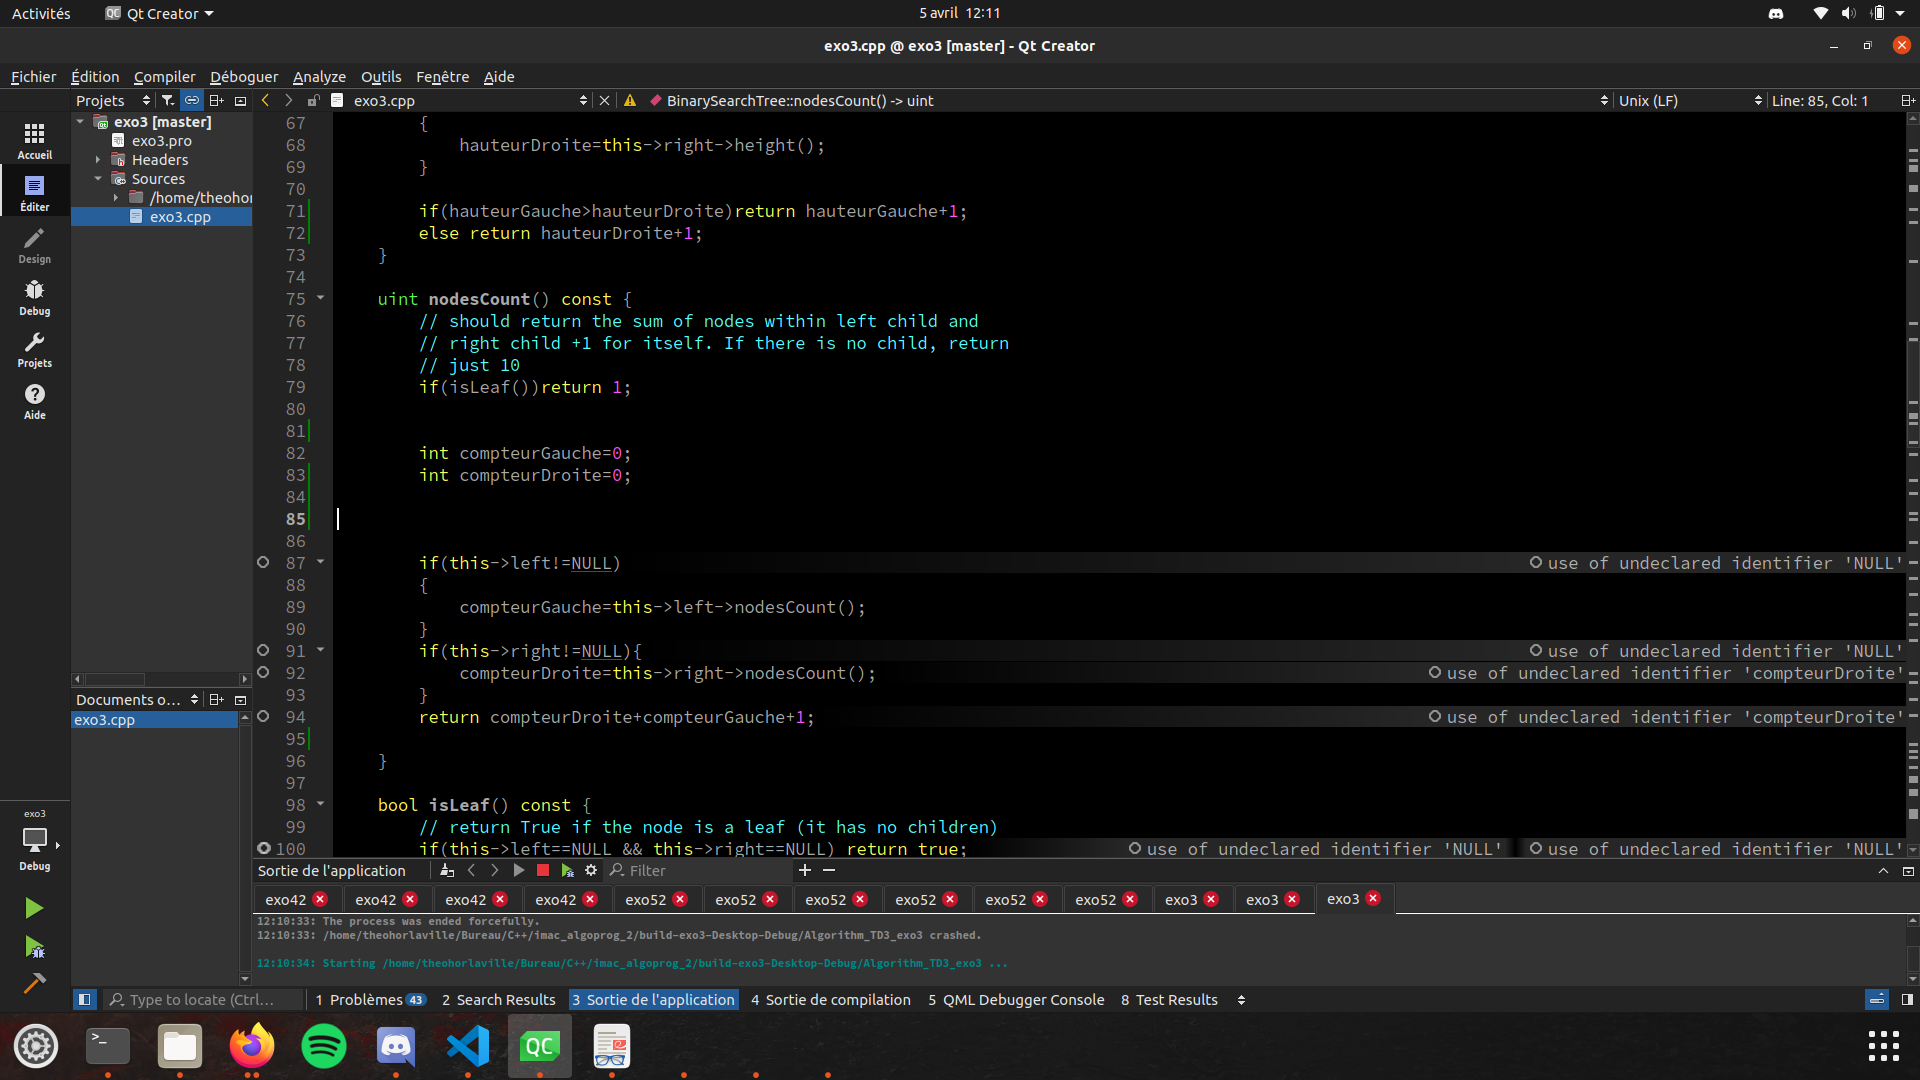 Activités
Qt Creator
5 avril 12:11
exo3.cpp @ exo3 [master] - Qt Creator
Fichier Édition Compiler Déboguer Analyze Outils Fenêtre Aide
Projets
exo3.cpp
BinarySearchTree::nodesCount() -> uint
Unix (LF)
Line: 85, Col: 1
Accueil
Éditer
Design
Debug
Projets
Aide
exo3
Debug
exo3 [master]
exo3.pro
Headers
Sources
/home/theohor
exo3.cpp
Documents o...
exo3.cpp
67 {
68 hauteurDroite=this->right->height();
69 }
70
71 if(hauteurGauche>hauteurDroite)return hauteurGauche+1;
72 else return hauteurDroite+1;
73 }
74
75 uint nodesCount() const {
76 // should return the sum of nodes within left child and
77 // right child +1 for itself. If there is no child, return
78 // just 10
79 if(isLeaf())return 1;
80
81
82 int compteurGauche=0;
83 int compteurDroite=0;
84
85
86
87 if(this->left!=NULL) use of undeclared identifier 'NULL'
88 {
89 compteurGauche=this->left->nodesCount();
90 }
91 if(this->right!=NULL){ use of undeclared identifier 'NULL'
92 compteurDroite=this->right->nodesCount(); use of undeclared identifier 'compteurDroite'
93 }
94 return compteurDroite+compteurGauche+1; use of undeclared identifier 'compteurDroite'
95
96 }
97
98 bool isLeaf() const {
99 // return True if the node is a leaf (it has no children)
100 if(this->left==NULL && this->right==NULL) return true; use of undeclared identifier 'NULL' use of undeclared identifier 'NULL'
Sortie de l'application
Filter
exo42 exo42 exo42 exo42 exo52 exo52 exo52 exo52 exo52 exo52 exo3 exo3 exo3
12:10:33: The process was ended forcefully.
12:10:33: /home/theohorlaville/Bureau/C++/imac_algoprog_2/build-exo3-Desktop-Debug/Algorithm_TD3_exo3 crashed.
12:10:34: Starting /home/theohorlaville/Bureau/C++/imac_algoprog_2/build-exo3-Desktop-Debug/Algorithm_TD3_exo3 ...
Type to locate (Ctrl...
1 Problèmes 43
2 Search Results
3 Sortie de l'application
4 Sortie de compilation
5 QML Debugger Console
8 Test Results
QC